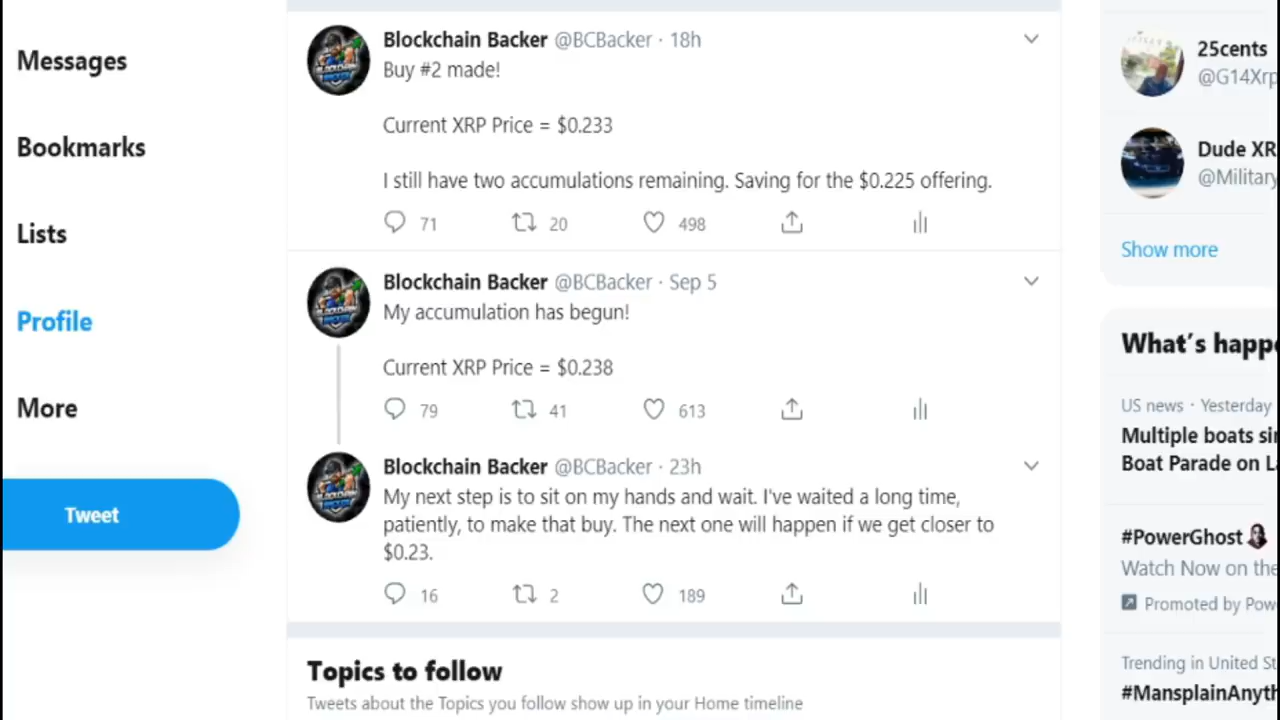 Messages
Bookmarks
Lists
Profile
More
Tweet
Blockchain Backer @BCBacker · 18h
Buy #2 made!
Current XRP Price = $0.233
I still have two accumulations remaining. Saving for the $0.225 offering.
71 20 498
Blockchain Backer @BCBacker · Sep 5
My accumulation has begun!
Current XRP Price = $0.238
79 41 613
Blockchain Backer @BCBacker · 23h
My next step is to sit on my hands and wait. I've waited a long time,
patiently, to make that buy. The next one will happen if we get closer to
$0.23.
16 2 189
Topics to follow
Tweets about the Topics you follow show up in your Home timeline
25cents
@G14Xrp
Dude XR
@Military
Show more
What's happe
US news · Yesterday
Multiple boats si
Boat Parade on L
#PowerGhost
Watch Now on the
Promoted by Pow
Trending in United St
#MansplainAnyth